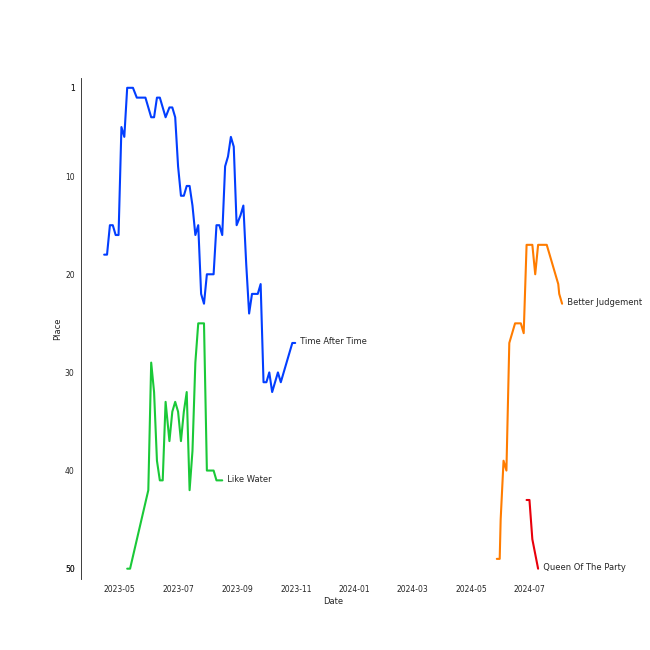 1
10
20
30
40
50
Place
Time After Time
Like Water
Better Judgement
Queen Of The Party
2023-05 2023-07 2023-09 2023-11 2024-01 2024-03 2024-05 2024-07
Date